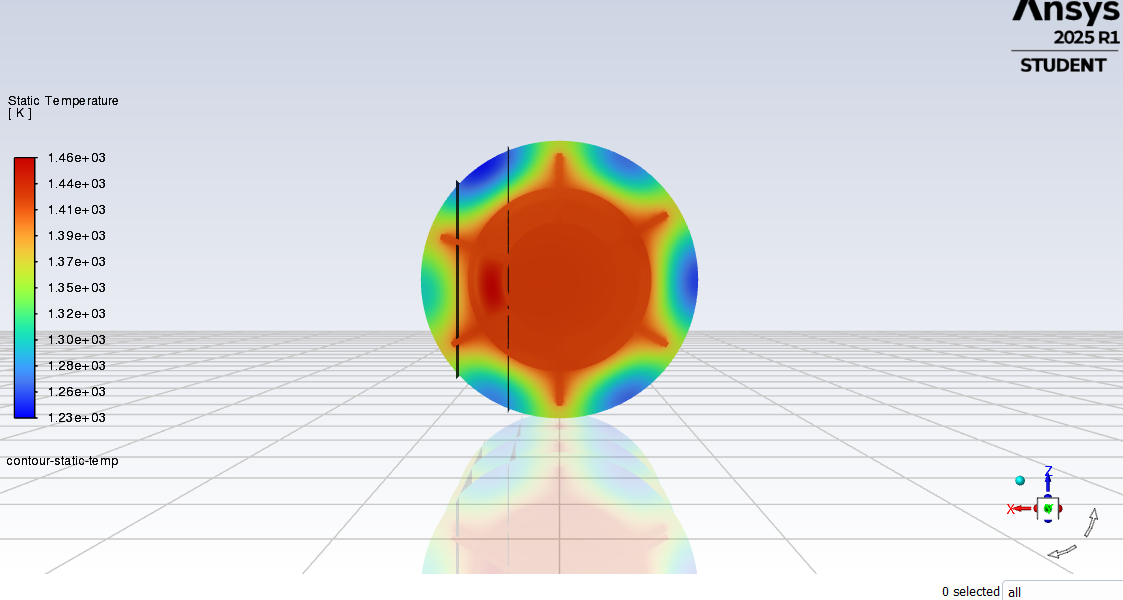 Ansys
2025 R1
STUDENT
Static Temperature
[ K ]
1.46e+03
1.44e+03
1.41e+03
1.39e+03
1.37e+03
1.35e+03
1.32e+03
1.30e+03
1.28e+03
1.26e+03
1.23e+03
contour-static-temp
Z
X
Y
0 selected all